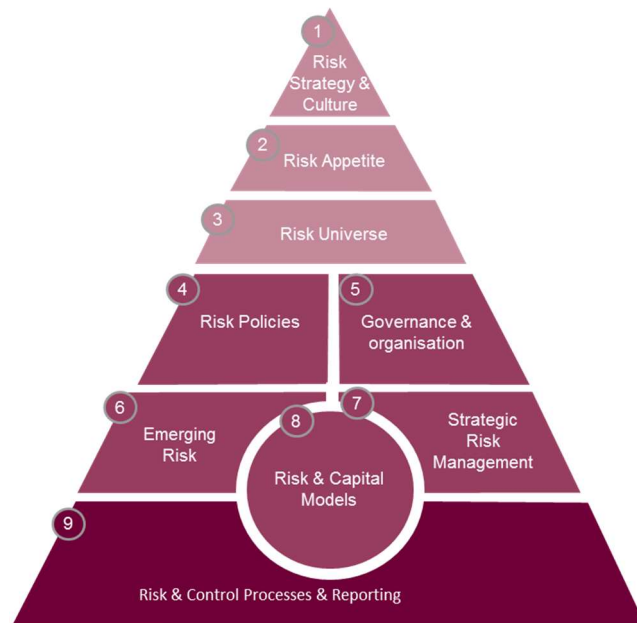 1
Risk
Strategy &
Culture
2
Risk Appetite
3
Risk Universe
4
Risk Policies
5
Governance &
organisation
6
Emerging
Risk
7
Strategic
Risk
Management
8
Risk & Capital
Models
9
Risk & Control Processes & Reporting